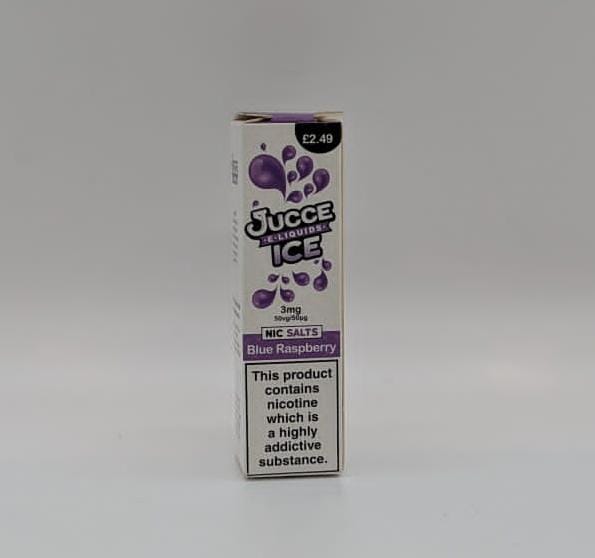 £2.49
JUCCE
E-LIQUIDS
ICE
3mg
50vg/50pg
NIC SALTS
Blue Raspberry
This product
contains
nicotine
which is
a highly
addictive
substance.